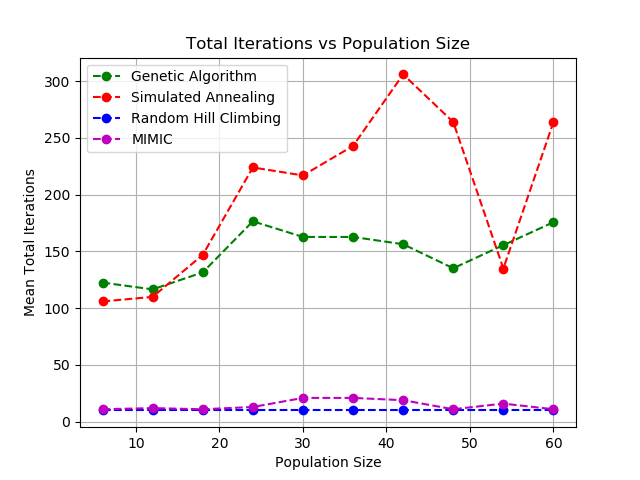 Total Iterations vs Population Size
Genetic Algorithm
Simulated Annealing
Random Hill Climbing
MIMIC
Mean Total Iterations
300
250
200
150
100
50
0
10
20
30
40
50
60
Population Size